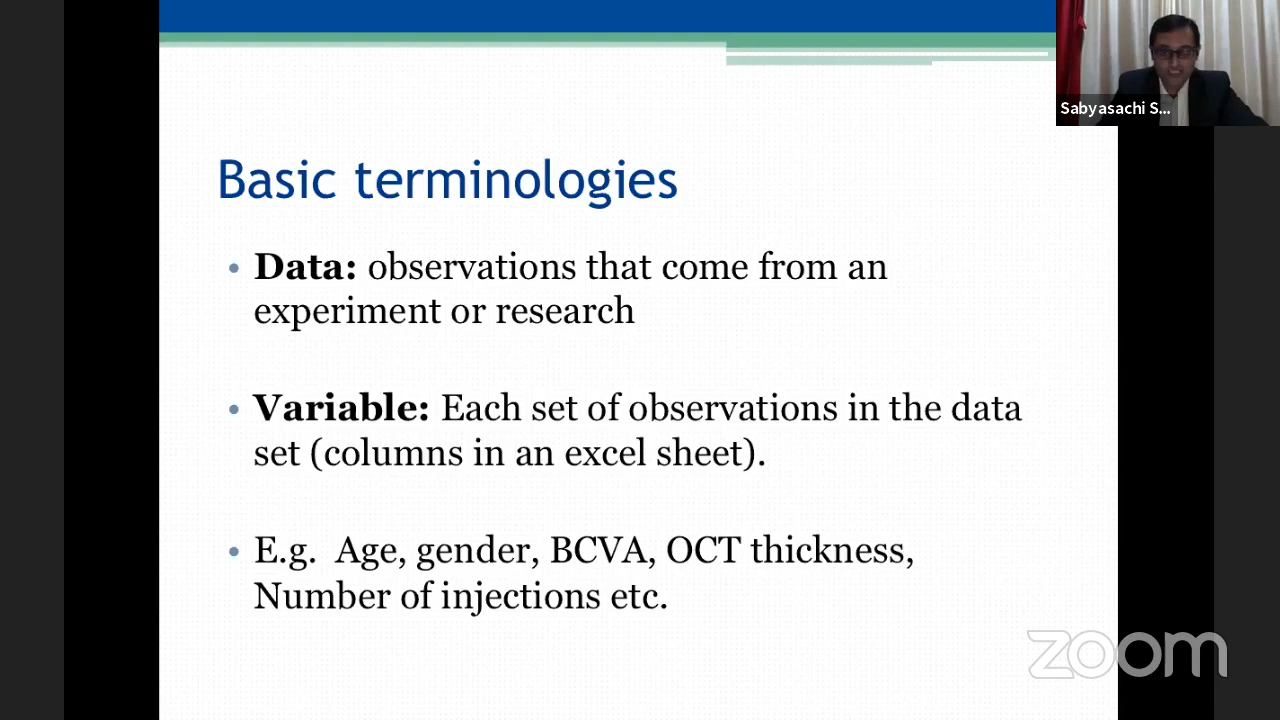 Sabyasachi S...
Basic terminologies
• Data: observations that come from an
experiment or research
• Variable: Each set of observations in the data
set (columns in an excel sheet).
• E.g.  Age, gender, BCVA, OCT thickness,
Number of injections etc.
zoom